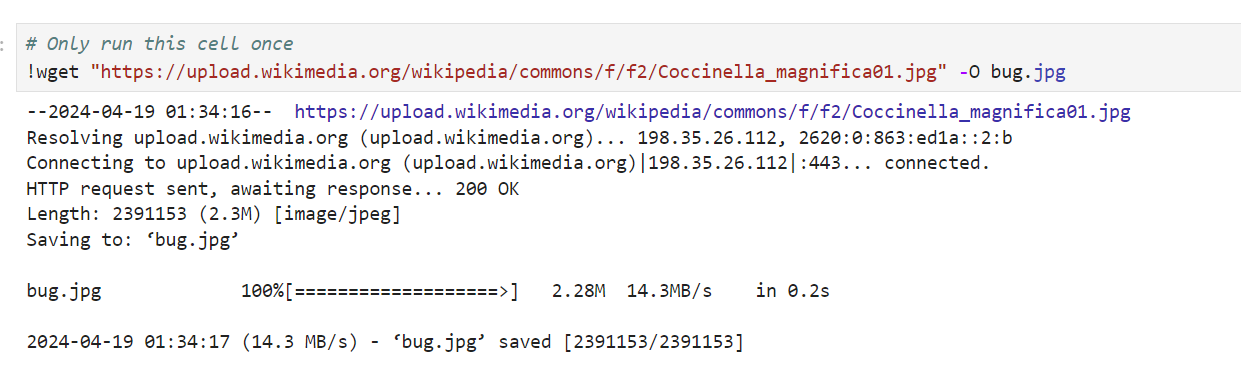 : # Only run this cell once
!wget "https://upload.wikimedia.org/wikipedia/commons/f/f2/Coccinella_magnifica01.jpg" -O bug.jpg
--2024-04-19 01:34:16--  https://upload.wikimedia.org/wikipedia/commons/f/f2/Coccinella_magnifica01.jpg
Resolving upload.wikimedia.org (upload.wikimedia.org)... 198.35.26.112, 2620:0:863:ed1a::2:b
Connecting to upload.wikimedia.org (upload.wikimedia.org)|198.35.26.112|:443... connected.
HTTP request sent, awaiting response... 200 OK
Length: 2391153 (2.3M) [image/jpeg]
Saving to: ‘bug.jpg’
bug.jpg             100%[===================>]   2.28M  14.3MB/s    in 0.2s
2024-04-19 01:34:17 (14.3 MB/s) - ‘bug.jpg’ saved [2391153/2391153]